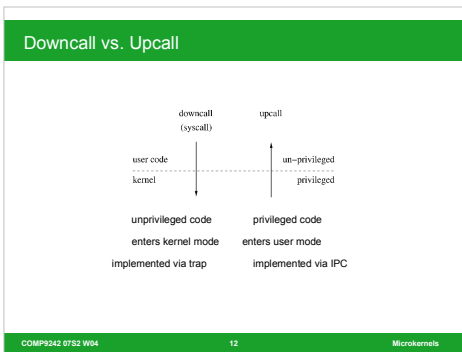 Downcall vs. Upcall
downcall upcall
(syscall)
user code un-privileged
kernel privileged
unprivileged code privileged code
enters kernel mode enters user mode
implemented via trap implemented via IPC
COMP9242 07S2 W04 12 Microkernels